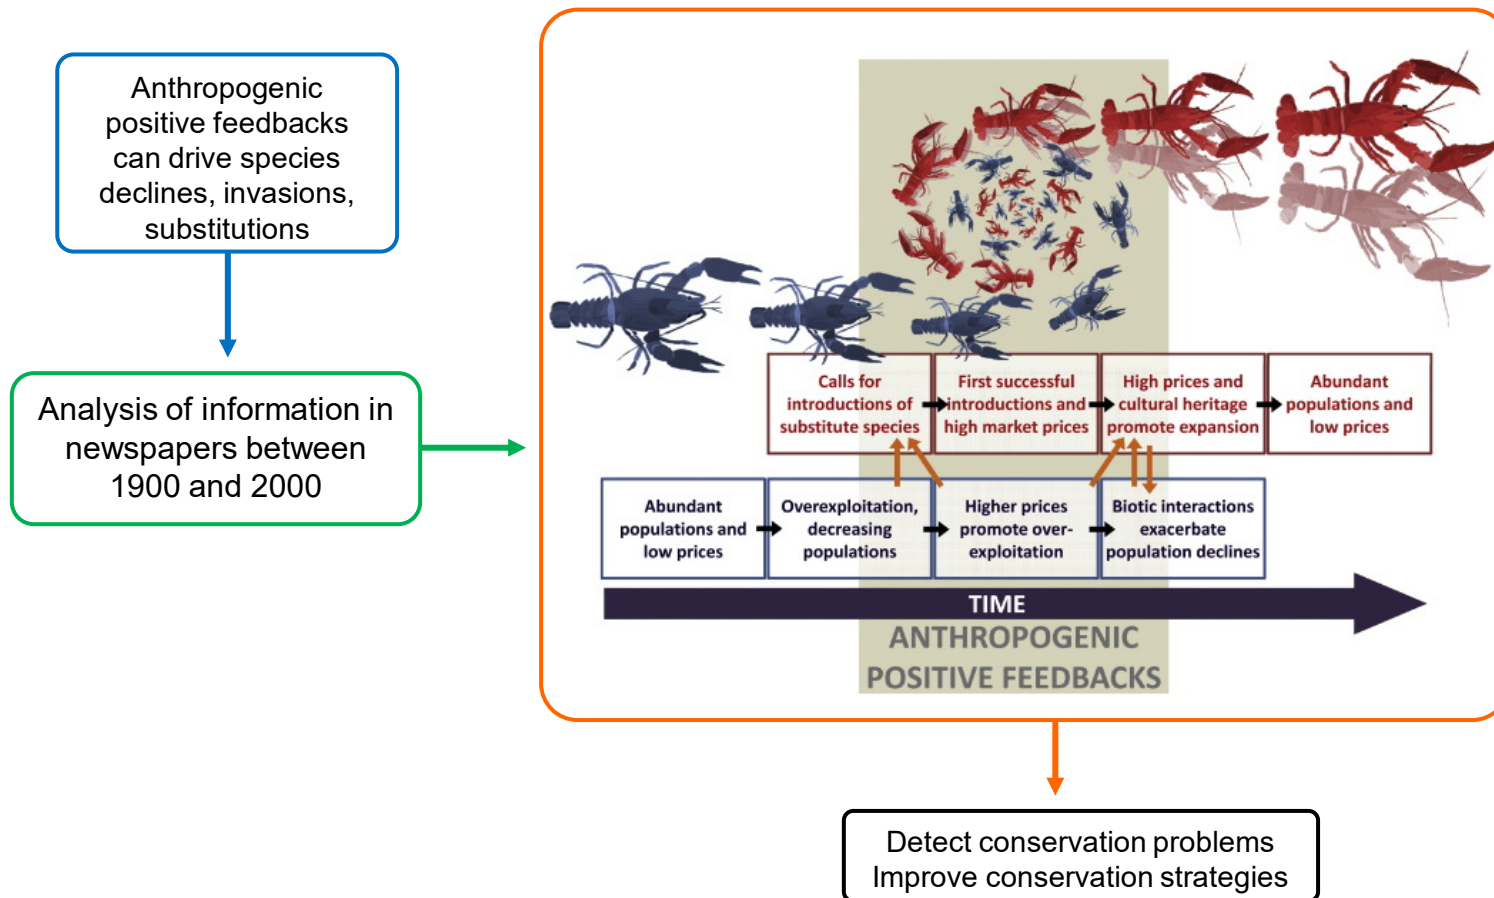 Anthropogenic
positive feedbacks
can drive species
declines, invasions,
substitutions
Analysis of information in
newspapers between
1900 and 2000
Calls for
introductions of
substitute species
First successful
introductions and
high market prices
High prices and
cultural heritage
promote expansion
Abundant
populations and
low prices
Abundant
populations and
low prices
Overexploitation,
decreasing
populations
Higher prices
promote over-
exploitation
Biotic interactions
exacerbate
population declines
TIME
ANTHROPOGENIC
POSITIVE FEEDBACKS
Detect conservation problems
Improve conservation strategies